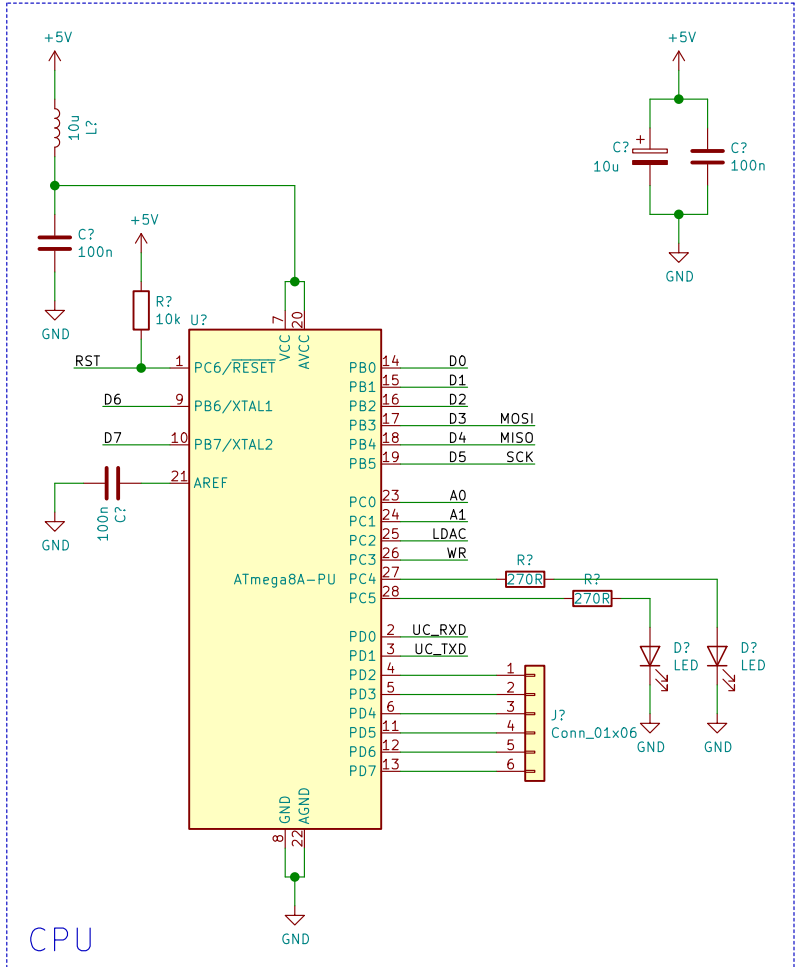 +5V
+5V
10u
L?
C?
10u
+
C?
100n
GND
C?
100n
GND
+5V
R?
10k
U?
7
VCC
20
AVCC
RST
1
PC6/RESET
D6
9
PB6/XTAL1
D7
10
PB7/XTAL2
21
AREF
100n
C?
GND
ATmega8A-PU
PB0
14
D0
PB1
15
D1
PB2
16
D2
PB3
17
D3
MOSI
PB4
18
D4
MISO
PB5
19
D5
SCK
PC0
23
A0
PC1
24
A1
PC2
25
LDAC
PC3
26
WR
PC4
27
R?
270R
PC5
28
R?
270R
D?
LED
D?
LED
GND
GND
PD0
2
UC_RXD
PD1
3
UC_TXD
PD2
4
1
PD3
5
2
PD4
6
3
PD5
11
4
PD6
12
5
PD7
13
6
J?
Conn_01x06
GND
8
AGND
22
GND
CPU